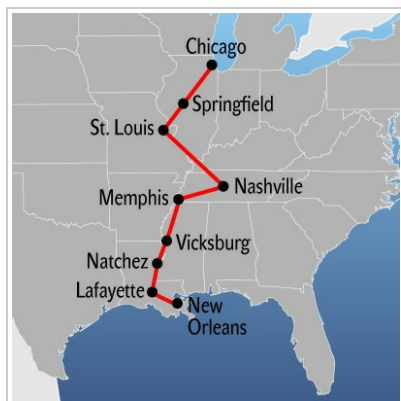 Chicago
Springfield
St. Louis
Nashville
Memphis
Vicksburg
Natchez
Lafayette
New
Orleans